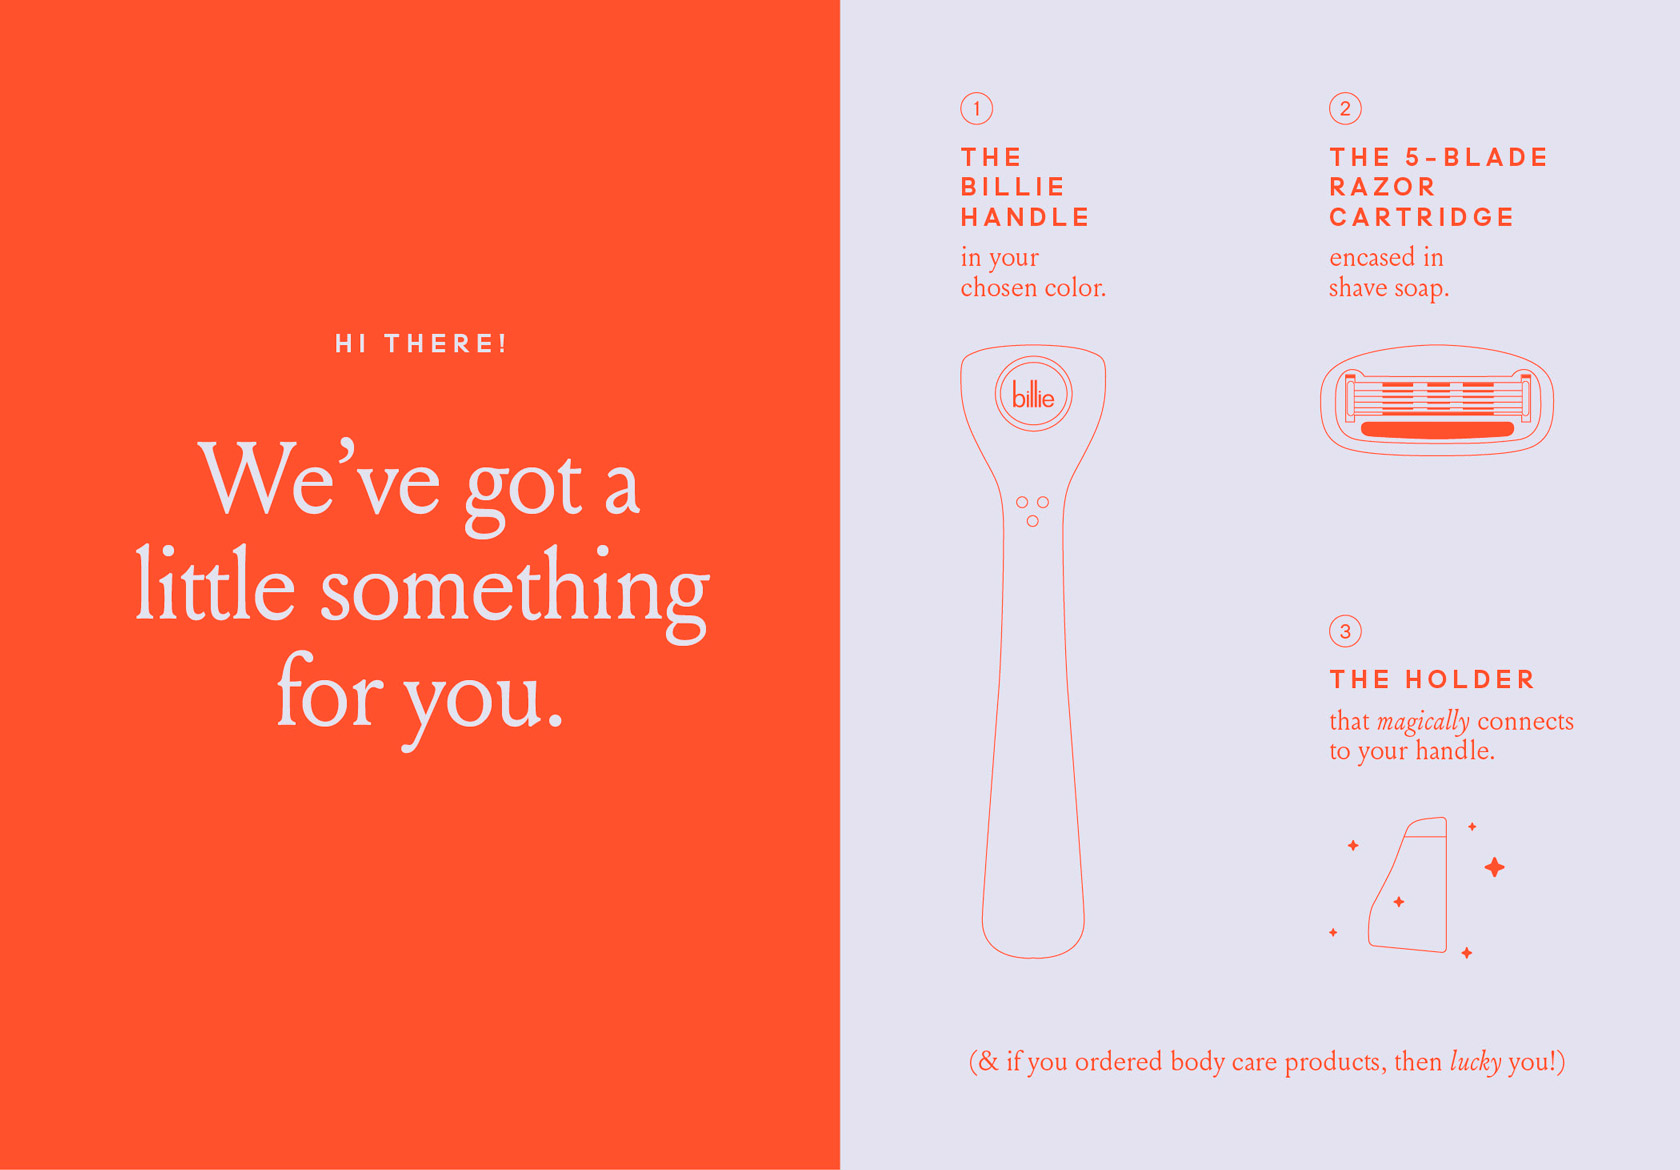 HI THERE!
We’ve got a
little something
for you.
1
THE
BILLIE
HANDLE
in your
chosen color.
billie
2
THE 5-BLADE
RAZOR
CARTRIDGE
encased in
shave soap.
3
THE HOLDER
that magically connects
to your handle.
(& if you ordered body care products, then lucky you!)